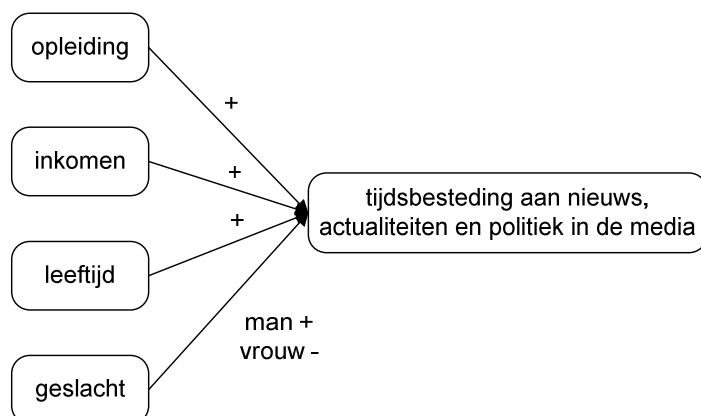 opleiding
+
inkomen
+
tijdsbesteding aan nieuws,
actualiteiten en politiek in de media
+
leeftijd
man +
vrouw -
geslacht